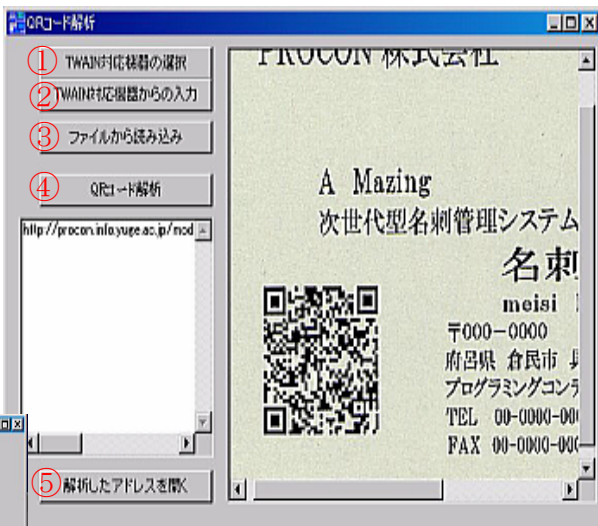 QRコード解析
① TWAIN対応機器の選択
② TWAIN対応機器からの入力
③ ファイルから読み込み
④ QRコード解析
http://procon.info.yuge.ac.jp/mod
⑤ 解析したアドレスを開く
PROCON 株式会社
A Mazing
次世代型名刺管理システム
名刺
meisi
〒000-0000
府呂県 倉民市
プログラミングコンテ
TEL 00-0000-00
FAX 00-0000-000